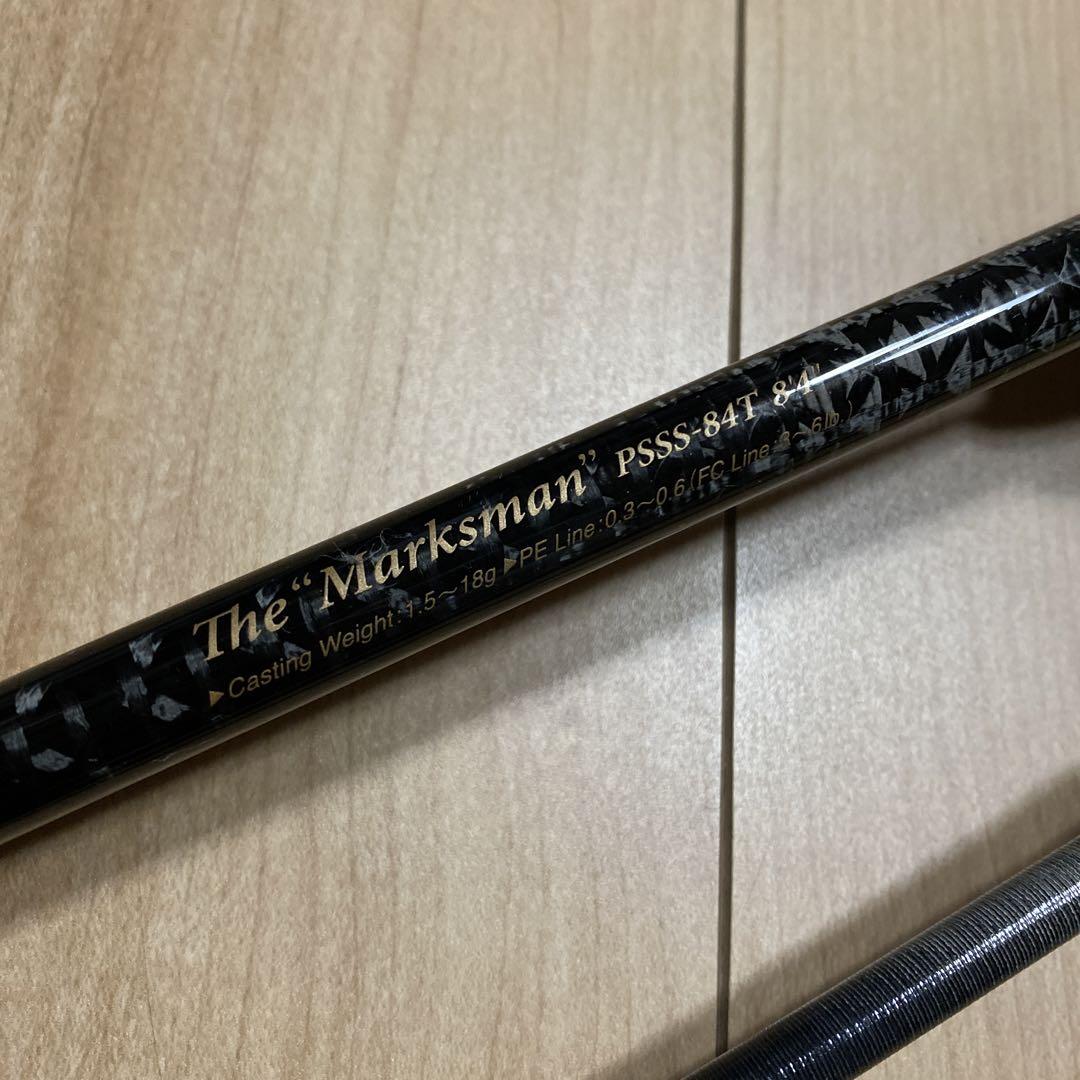 The “Marksman” PSSS-84T 8'4"
▶Casting Weight:1.5〜18g ▶PE Line:0.3〜0.6 (FC Line:3〜6lb.)